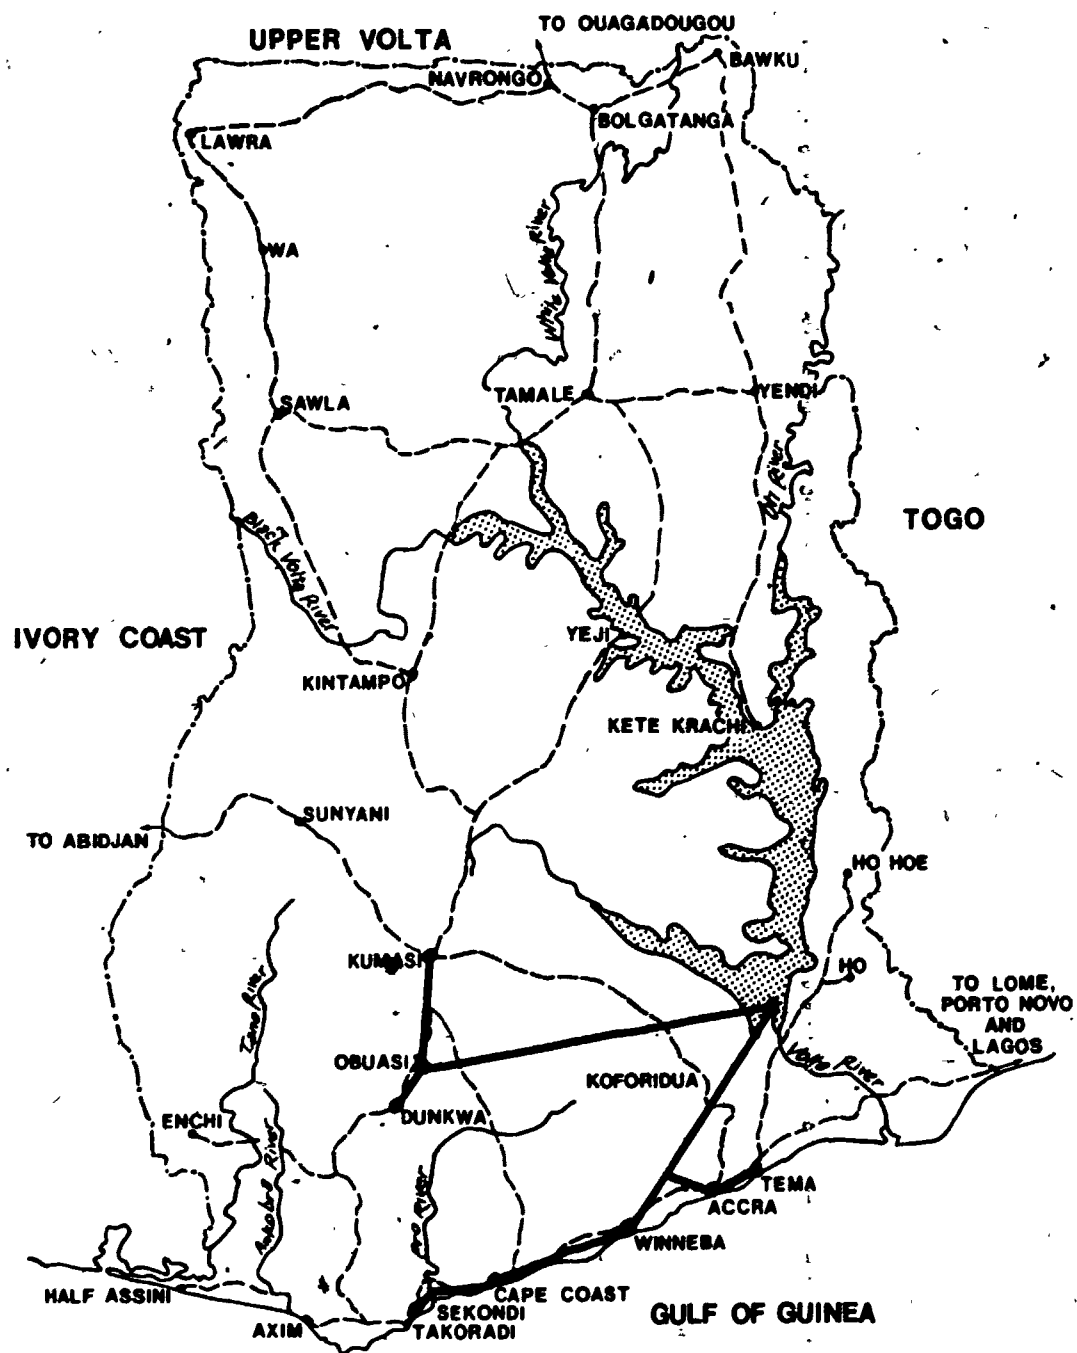 TO OUAGADOUGOU
UPPER VOLTA
BAWKU
NAVRONGO
BOLGATANGA
LAWRA
White Volta River
WA
TAMALE
YENDI
SAWLA
River
TOGO
Black Volta River
IVORY COAST
YEJI
KINTAMPO
KETE KRACHI
SUNYANI
TO ABIDJAN
HO HOE
KUMASI
HO
TO LOME,
PORTO NOVO
AND
LAGOS
Tano River
OBUASI
Volta River
KOFORIDUA
DUNKWA
ENCHI
Ankobra River
River
TEMA
ACCRA
WINNEBA
CAPE COAST
HALF ASSINI
SEKONDI
GULF OF GUINEA
AXIM
TAKORADI